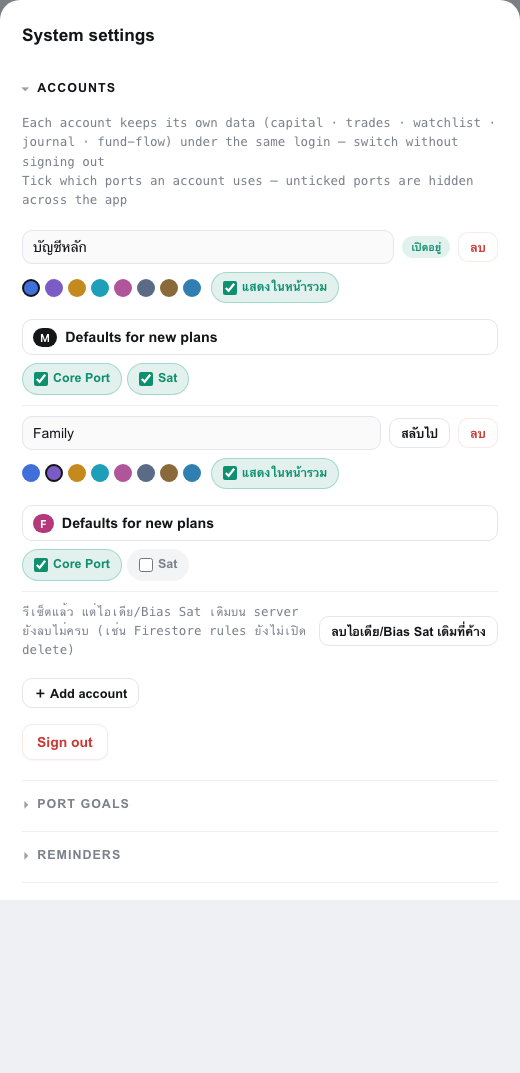 System settings
ACCOUNTS
Each account keeps its own data (capital · trades · watchlist ·
journal · fund-flow) under the same login — switch without
signing out
Tick which ports an account uses — unticked ports are hidden
across the app
บัญชีหลัก
เปิดอยู่
ลบ
แสดงในหน้ารวม
M Defaults for new plans
Core Port
Sat
Family
สลับไป
ลบ
แสดงในหน้ารวม
F Defaults for new plans
Core Port
Sat
รีเซ็ตแล้ว แต่ไอเดีย/Bias Sat เดิมบน server
ยังลบไม่ครบ (เช่น Firestore rules ยังไม่เปิด
delete)
ลบไอเดีย/Bias Sat เดิมที่ค้าง
+ Add account
Sign out
PORT GOALS
REMINDERS